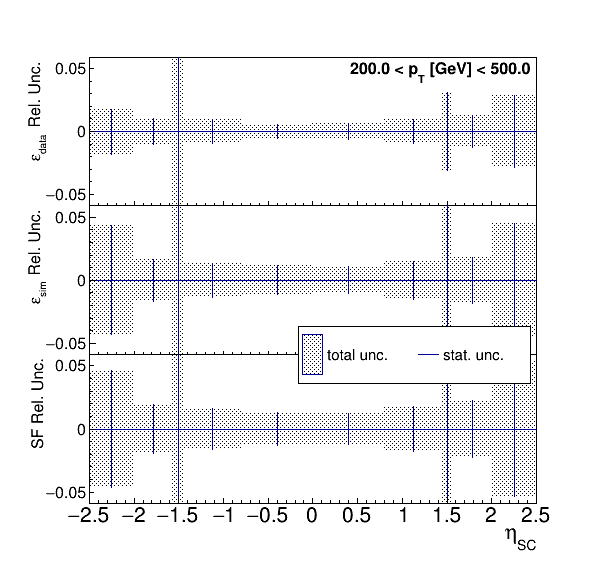 200.0 < p_T [GeV] < 500.0
ε_data Rel. Unc.
0.05
0
−0.05
ε_sim Rel. Unc.
0.05
0
−0.05
total unc. stat. unc.
SF Rel. Unc.
0.05
0
−0.05
−2.5 −2 −1.5 −1 −0.5 0 0.5 1 1.5 2 2.5
η_SC